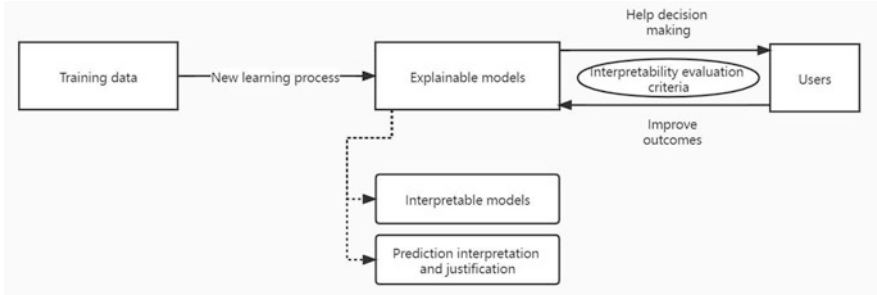 Help decision
making
Training data
New learning process
Explainable models
Interpretability evaluation
criteria
Users
Improve
outcomes
Interpretable models
Prediction interpretation
and justification